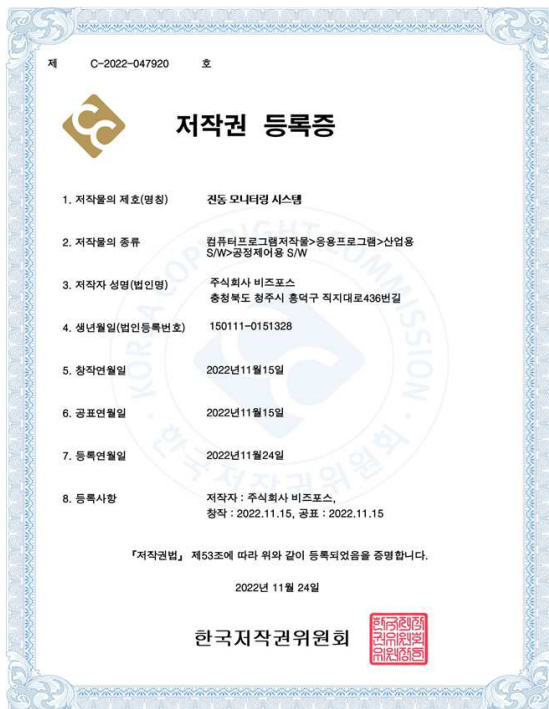 제 C-2022-047920 호
저작권 등록증
1. 저작물의 제호(명칭) 진동 모니터링 시스템
2. 저작물의 종류 컴퓨터프로그램저작물>응용프로그램>산업용
S/W>공정제어용 S/W
3. 저작자 성명(법인명) 주식회사 비즈포스
충청북도 청주시 흥덕구 직지대로436번길
4. 생년월일(법인등록번호) 150111-0151328
5. 창작연월일 2022년11월15일
6. 공표연월일 2022년11월15일
7. 등록연월일 2022년11월24일
8. 등록사항 저작자 : 주식회사 비즈포스,
창작 : 2022.11.15, 공표 : 2022.11.15
『저작권법』 제53조에 따라 위와 같이 등록되었음을 증명합니다.
2022년 11월 24일
한국저작권위원회
KOREA COPYRIGHT COMMISSION
한국저작권위원회